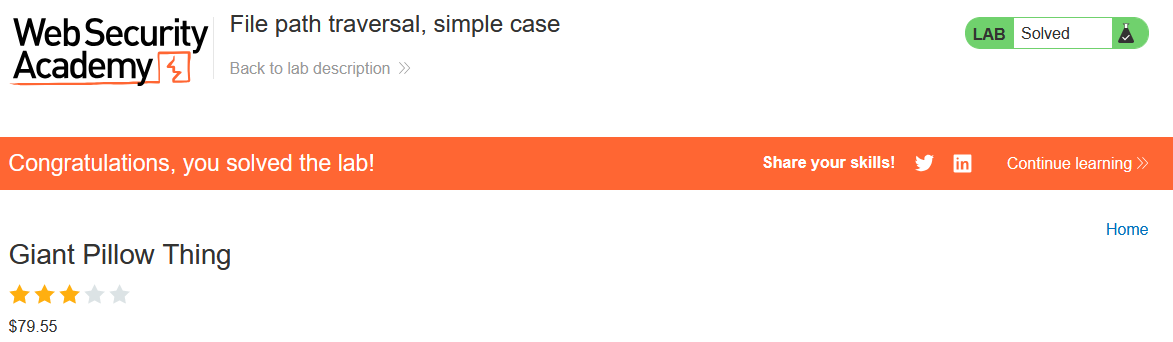 Web Security
Academy
File path traversal, simple case
Back to lab description
LAB Solved
Congratulations, you solved the lab!
Share your skills!
Continue learning
Home
Giant Pillow Thing
$79.55